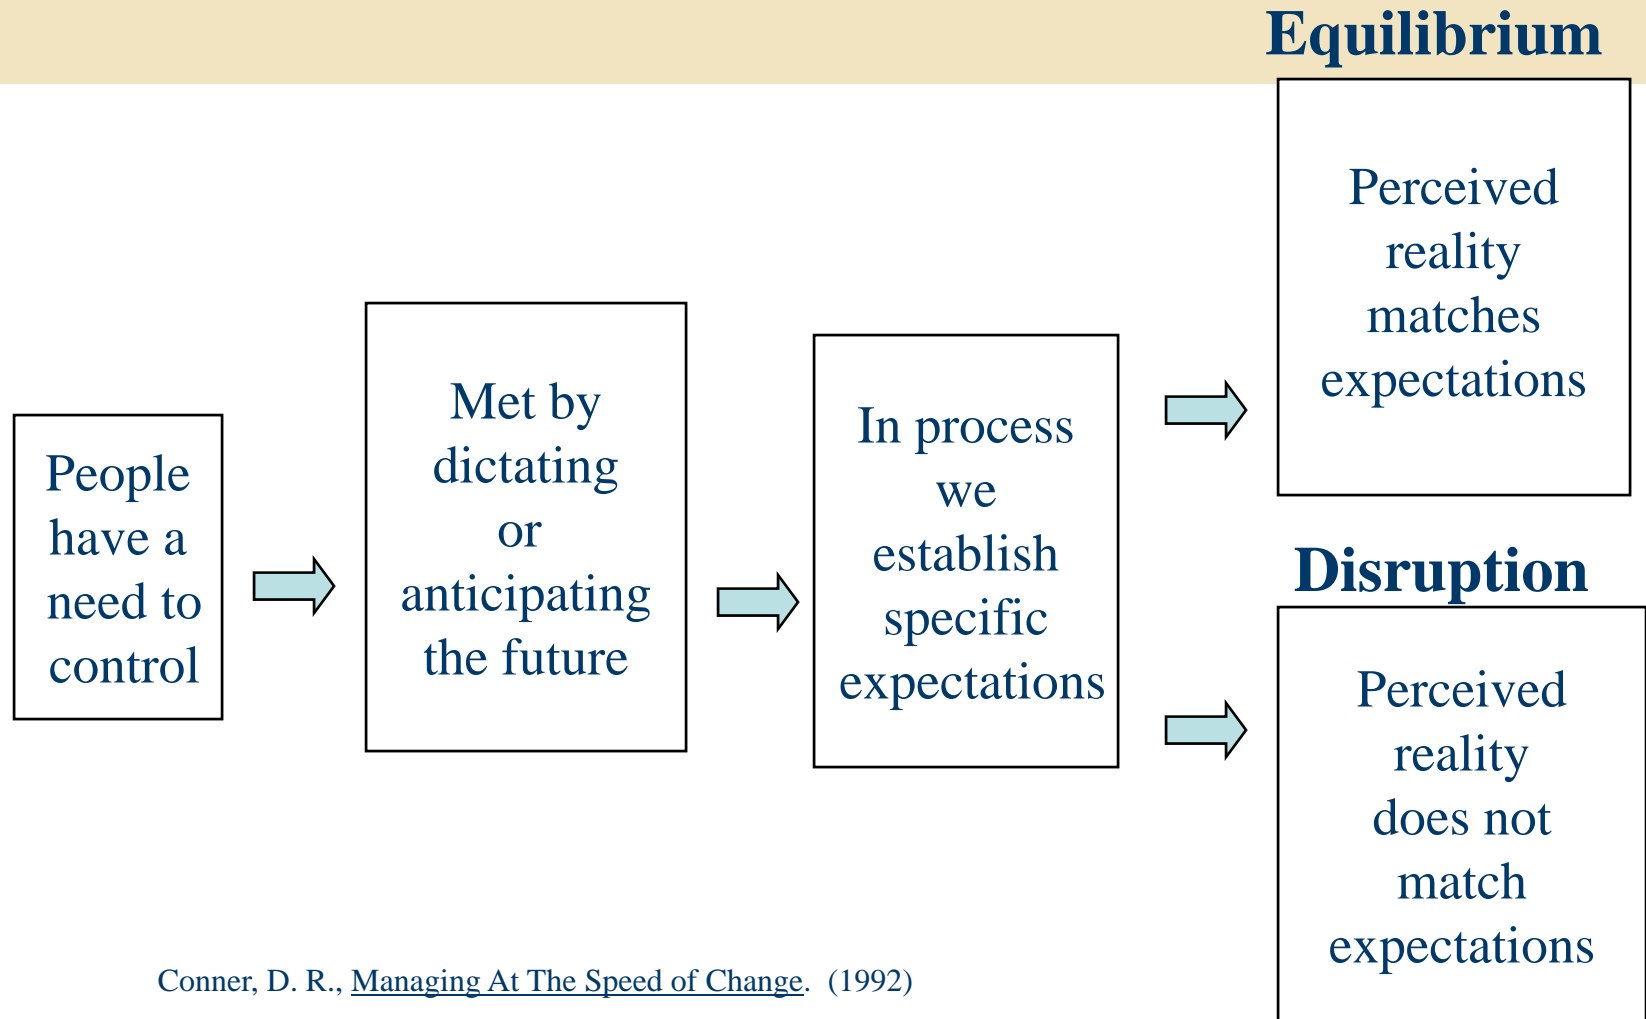 People
have a
need to
control
Met by
dictating
or
anticipating
the future
In process
we
establish
specific
expectations
Equilibrium
Perceived
reality
matches
expectations
Disruption
Perceived
reality
does not
match
expectations
Conner, D. R., Managing At The Speed of Change. (1992)